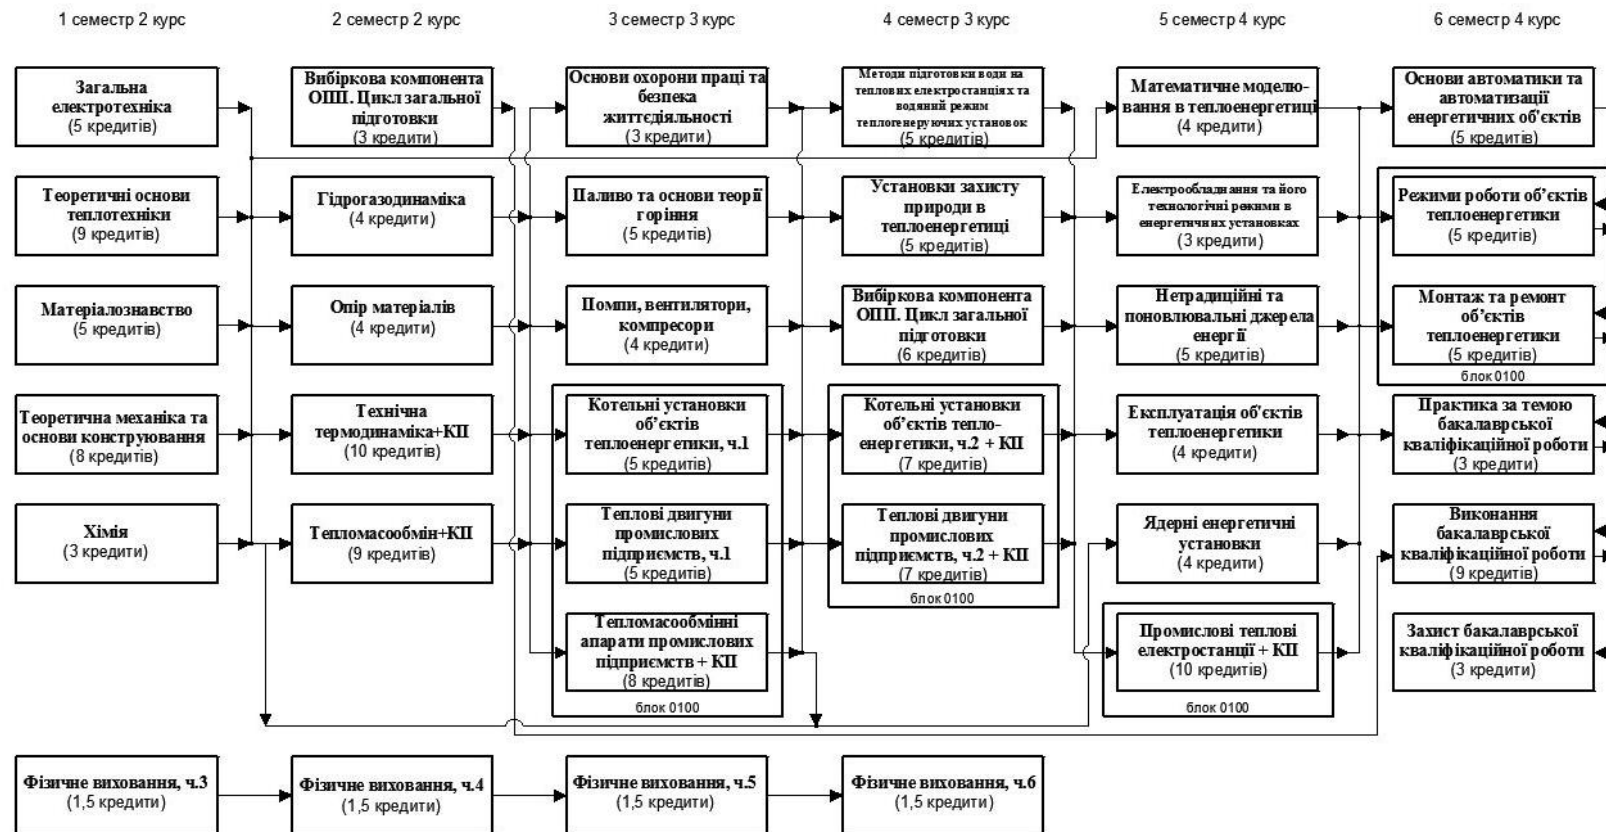 1 семестр 2 курс
2 семестр 2 курс
3 семестр 3 курс
4 семестр 3 курс
5 семестр 4 курс
6 семестр 4 курс
Загальна
електротехніка
(5 кредитів)
Вибіркова компонента
ОПП. Цикл загальної
підготовки
(3 кредити)
Основи охорони праці та
безпека
життєдіяльності)
(3 кредити)
Методи підготовки води на
теплових електростанціях та
водяний режим
теплогенеруючих установок
(5 кредитів)
Математичне моделю-
вання в теплоенергетиці
(4 кредити)
Основи автоматики та
автоматизації
енергетичних об'єктів
(5 кредитів)
Теоретичні основи
теплотехніки
(9 кредитів)
Гідрогазодинаміка
(4 кредити)
Паливо та основи теорії
горіння
(5 кредитів)
Установки захисту
природи в
теплоенергетиці
(5 кредитів)
Електрообладнання та його
технологічні режими в
енергетичних установках
(3 кредити)
Режими роботи об’єктів
теплоенергетики
(5 кредитів)
Матеріалознавство
(5 кредитів)
Опір матеріалів
(4 кредити)
Помпи, вентилятори,
компресори
(4 кредити)
Вибіркова компонента
ОПП. Цикл загальної
підготовки
(6 кредитів)
Нетрадиційні та
поновлювальні джерела
енергії
(5 кредитів)
Монтаж та ремонт
об’єктів
теплоенергетики
(5 кредитів)
блок 0100
Теоретична механіка та
основи конструювання
(8 кредитів)
Технічна
термодинаміка+КП
(10 кредитів)
Котельні установки
об’єктів
теплоенергетики, ч.1
(5 кредитів)
Котельні установки
об’єктів тепло-
енергетики, ч.2 + КП
(7 кредитів)
Експлуатація об'єктів
теплоенергетики
(4 кредити)
Практика за темою
бакалаврської
кваліфікаційної роботи
(3 кредити)
Хімія
(3 кредити)
Тепломасообмін+КП
(9 кредитів)
Теплові двигуни
промислових
підприємств, ч.1
(5 кредитів)
Теплові двигуни
промислових
підприємств, ч.2 + КП
(7 кредитів)
блок 0100
Ядерні енергетичні
установки
(4 кредити)
Виконання
бакалаврської
кваліфікаційної роботи
(9 кредитів)
Тепломасообмінні
апарати промислових
підприємств + КП
(8 кредитів)
блок 0100
Промислові теплові
електростанції + КП
(10 кредитів)
блок 0100
Захист бакалаврської
кваліфікаційної роботи
(3 кредити)
Фізичне виховання, ч.3
(1,5 кредити)
Фізичне виховання, ч.4
(1,5 кредити)
Фізичне виховання, ч.5
(1,5 кредити)
Фізичне виховання, ч.6
(1,5 кредити)